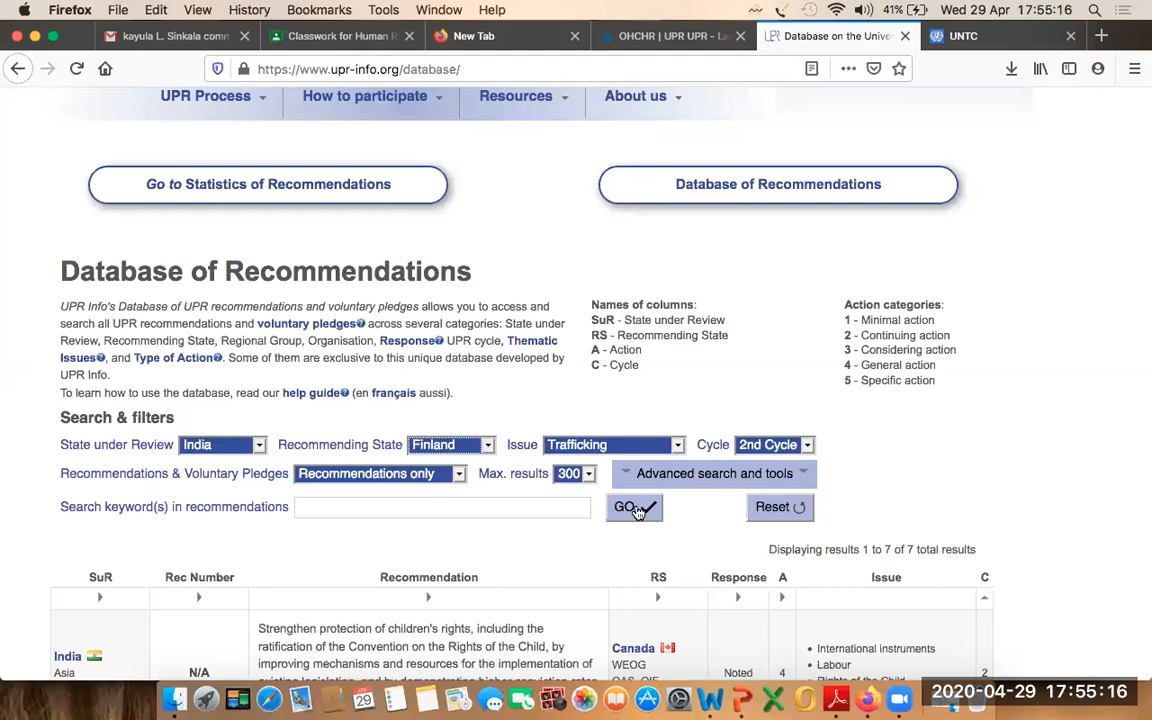 Firefox File Edit View History Bookmarks Tools Window Help 41% Wed 29 Apr 17:55:16
kayula L. Sinkala comm Classwork for Human R New Tab OHCHR | UPR UPR - La Database on the Unive UNTC
https://www.upr-info.org/database/
UPR Process How to participate Resources About us
Go to Statistics of Recommendations Database of Recommendations
Database of Recommendations
UPR Info's Database of UPR recommendations and voluntary pledges allows you to access and
search all UPR recommendations and voluntary pledges across several categories: State under
Review, Recommending State, Regional Group, Organisation, Response UPR cycle, Thematic
Issues, and Type of Action. Some of them are exclusive to this unique database developed by
UPR Info.
To learn how to use the database, read our help guide (en français aussi).
Names of columns:
SuR - State under Review
RS - Recommending State
A - Action
C - Cycle
Action categories:
1 - Minimal action
2 - Continuing action
3 - Considering action
4 - General action
5 - Specific action
Search & filters
State under Review India Recommending State Finland Issue Trafficking Cycle 2nd Cycle
Recommendations & Voluntary Pledges Recommendations only Max. results 300 Advanced search and tools
Search keyword(s) in recommendations GO Reset
Displaying results 1 to 7 of 7 total results
SuR Rec Number Recommendation RS Response A Issue C
India
Asia
N/A
Strengthen protection of children's rights, including the
ratification of the Convention on the Rights of the Child, by
improving mechanisms and resources for the implementation of
Canada
WEOG
Noted
4
International instruments
Labour
2
2020-04-29 17:55:16